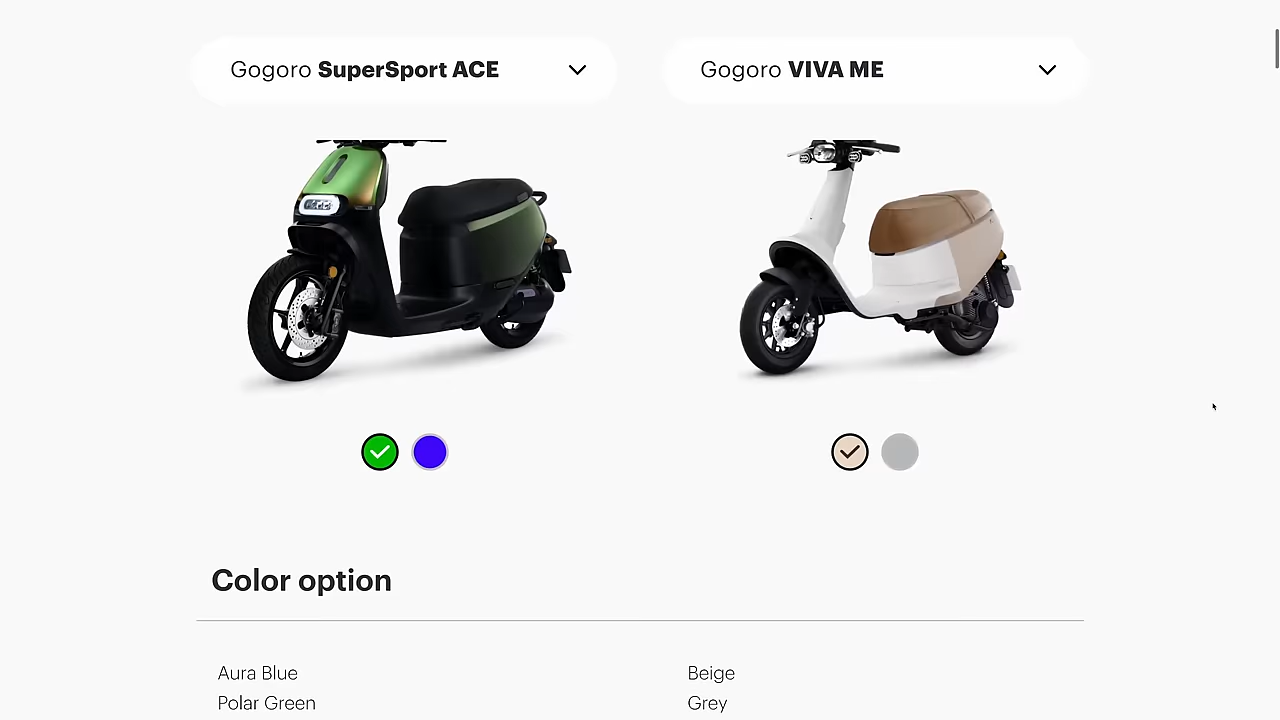 Gogoro SuperSport ACE
Gogoro VIVA ME
Color option
Aura Blue
Polar Green
Beige
Grey